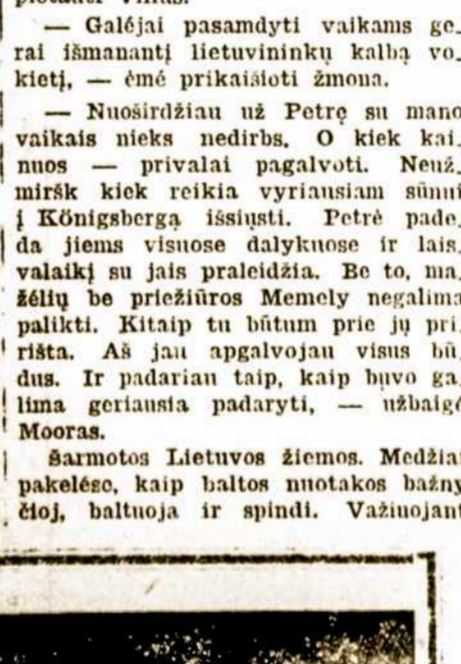 — Galėjai pasamdyti vaikams ge-
rai išmanantį lietuvininkų kalbą vo-
kietį, — ėmė prikaišioti žmona.
— Nuoširdžiau už Petrę su mano
vaikais nieks nedirbs. O kiek kai-
nuos — privalai pagalvoti. Neuž-
miršk kiek reikia vyriausiam sūnui
į Königsbergą išsiųsti. Petrė pade-
da jiems visuose dalykuose ir lais-
valaikį su jais praleidžia. Be to, ma-
žėlių be priežiūros Memely negalima
palikti. Kitaip tu būtum prie jų pri-
rišta. Aš jau apgalvojau visus bū-
dus. Ir padariau taip, kaip buvo ga-
lima geriausia padaryti, — užbaigė
Mooras.
Šarmotos Lietuvos žiemos. Medžiai
pakelėse, kaip baltos nuotakos bažny
čioj, baltuoja ir spindi. Važiuojant